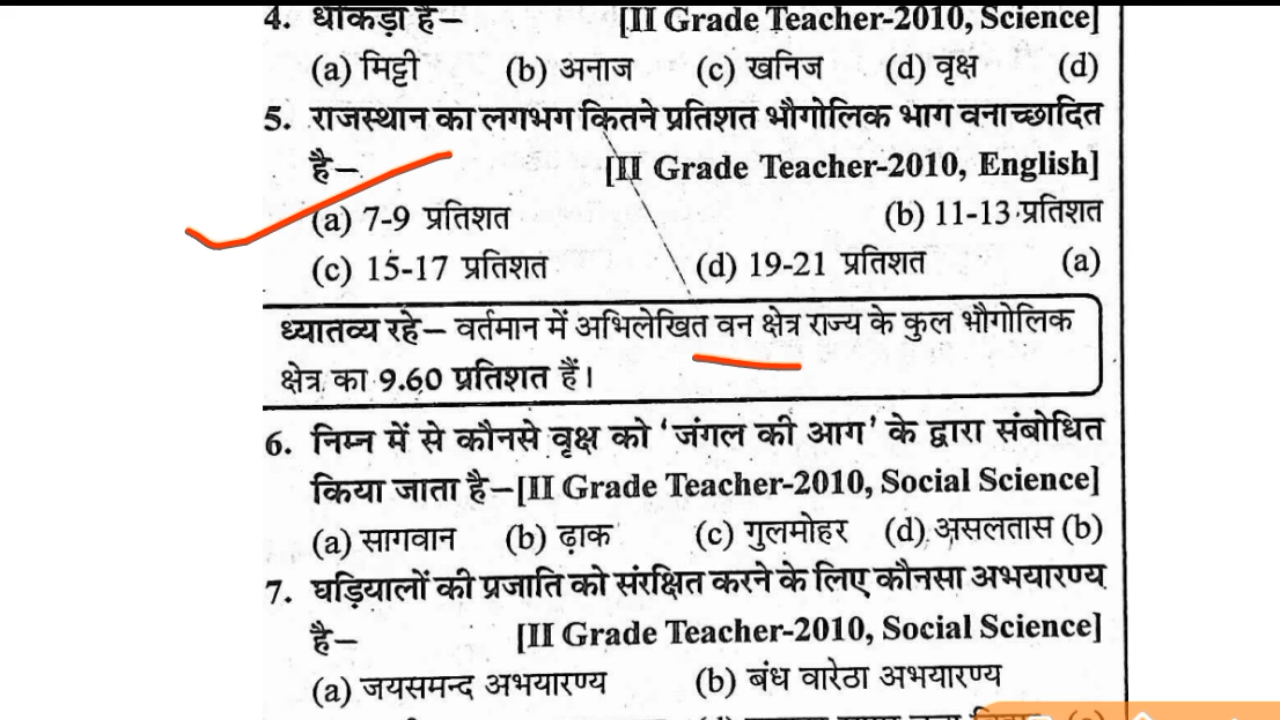 4. धोकड़ा है– [II Grade Teacher-2010, Science]
(a) मिट्टी (b) अनाज (c) खनिज (d) वृक्ष (d)
5. राजस्थान का लगभग कितने प्रतिशत भौगोलिक भाग वनाच्छादित
है– [II Grade Teacher-2010, English]
(a) 7-9 प्रतिशत (b) 11-13 प्रतिशत
(c) 15-17 प्रतिशत (d) 19-21 प्रतिशत (a)
ध्यातव्य रहे– वर्तमान में अभिलेखित वन क्षेत्र राज्य के कुल भौगोलिक
क्षेत्र का 9.60 प्रतिशत हैं।
6. निम्न में से कौनसे वृक्ष को ‘जंगल की आग’ के द्वारा संबोधित
किया जाता है–[II Grade Teacher-2010, Social Science]
(a) सागवान (b) ढ़ाक (c) गुलमोहर (d) असलतास (b)
7. घड़ियालों की प्रजाति को संरक्षित करने के लिए कौनसा अभयारण्य
है– [II Grade Teacher-2010, Social Science]
(a) जयसमन्द अभयारण्य (b) बंध वारेठा अभयारण्य